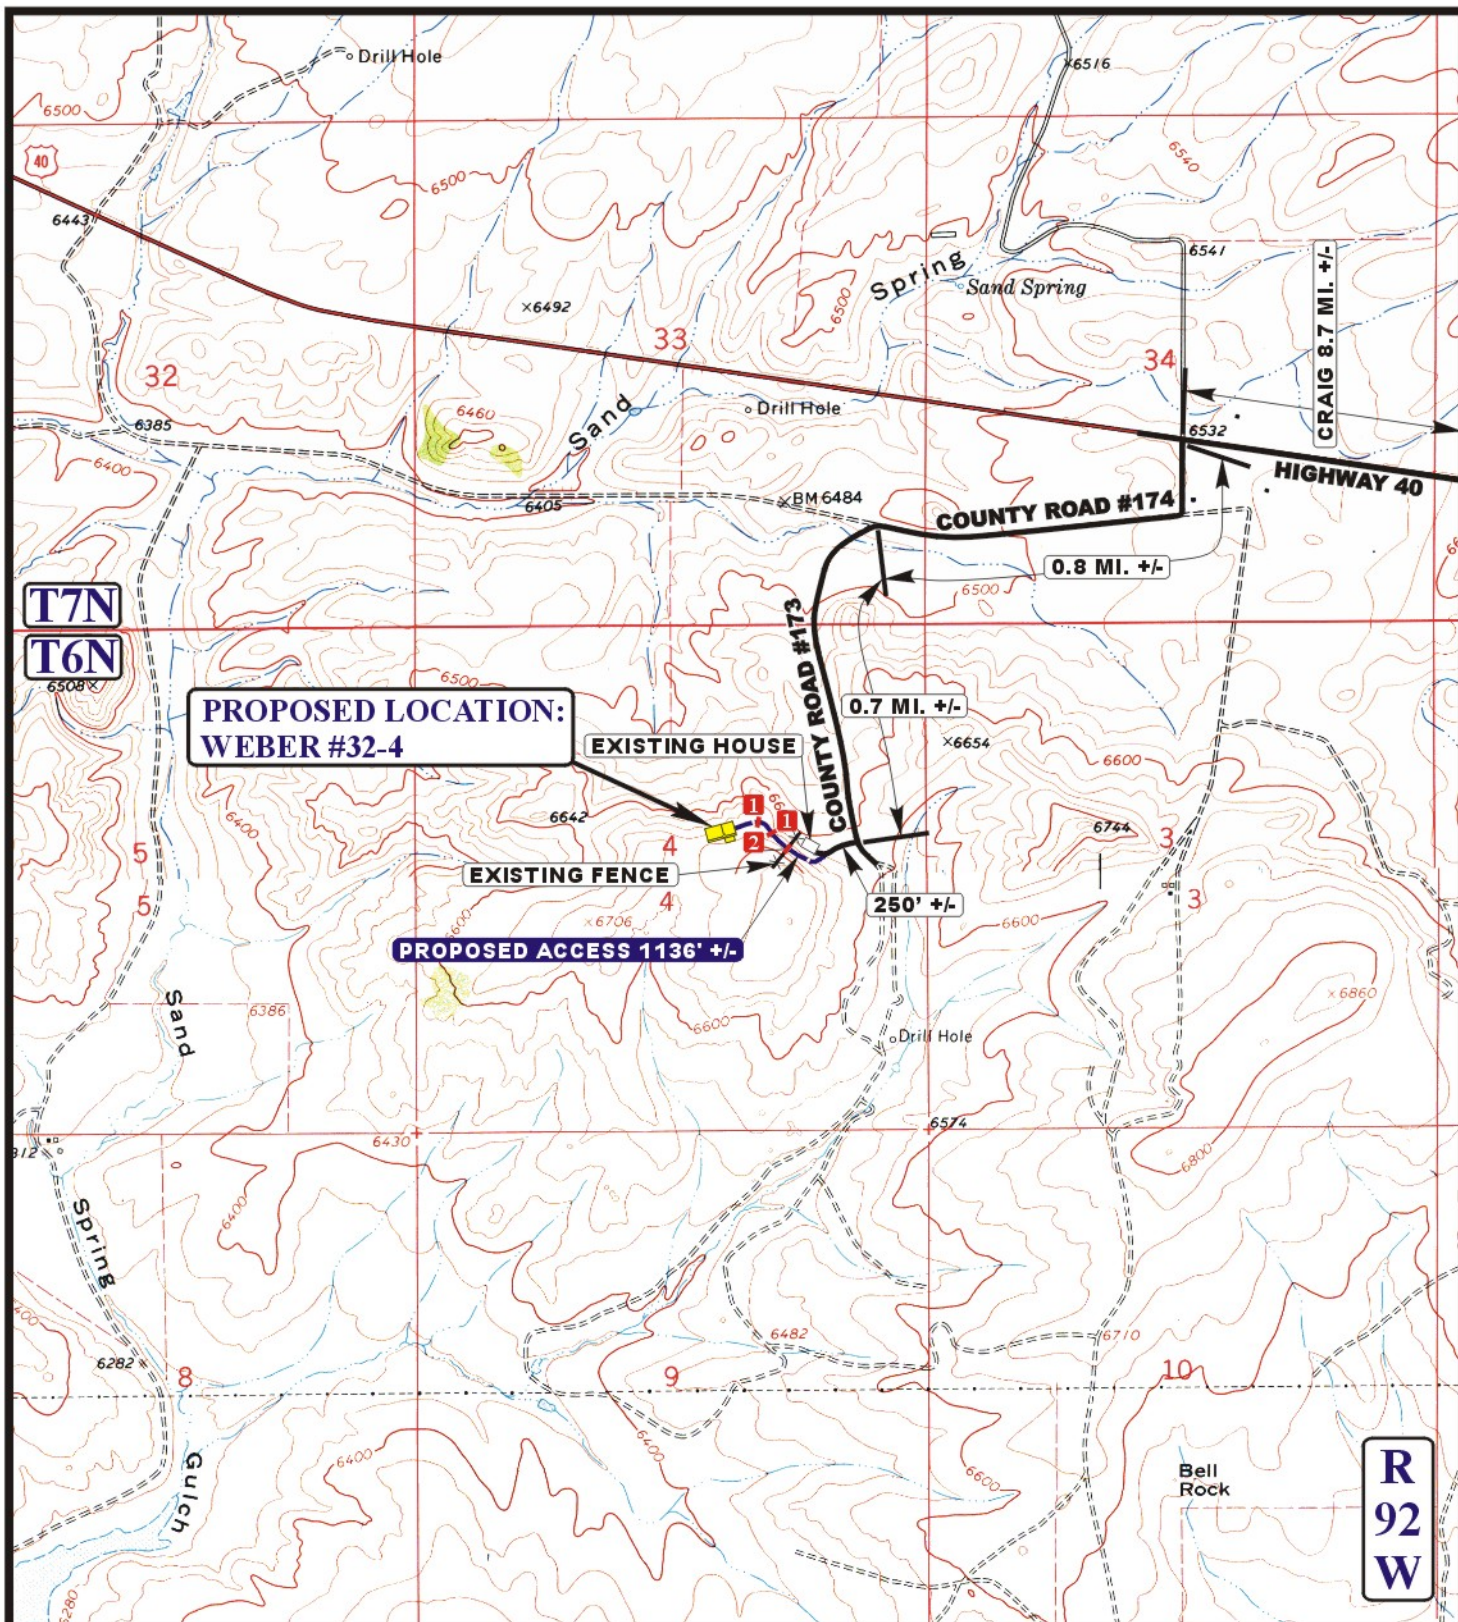 Drill Hole
6516
6500
40
6540
6500
6443
6541
Spring
Sand Spring
6500
6492
CRAIG 8.7 MI. +/-
33
34
32
Drill Hole
6460
Sand
6385
6532
6400
HIGHWAY 40
BM 6484
6405
COUNTY ROAD #174
0.8 MI. +/-
6500
T7N
T6N
COUNTY ROAD #173
6508
6500
PROPOSED LOCATION:
WEBER #32-4
0.7 MI. +/-
EXISTING HOUSE
6654
6600
6400
6642
1
1
2
6744
5
4
3
EXISTING FENCE
5
4
3
250' +/-
6600
6706
6600
PROPOSED ACCESS 1136' +/-
6860
Sand
6386
6600
Drill Hole
6430
6574
6800
6400
Spring
6482
6710
6282
8
9
10
6400
6400
6600
Gulch
Bell
Rock
R
92
W
6280